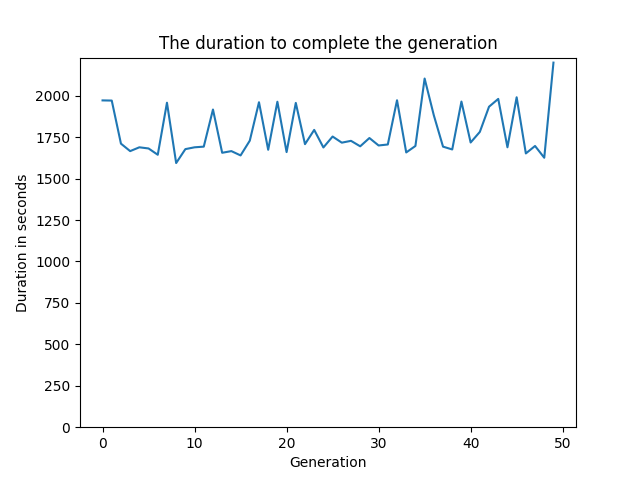 The duration to complete the generation
2000
1750
1500
1250
1000
750
500
250
0
Duration in seconds
0 10 20 30 40 50
Generation